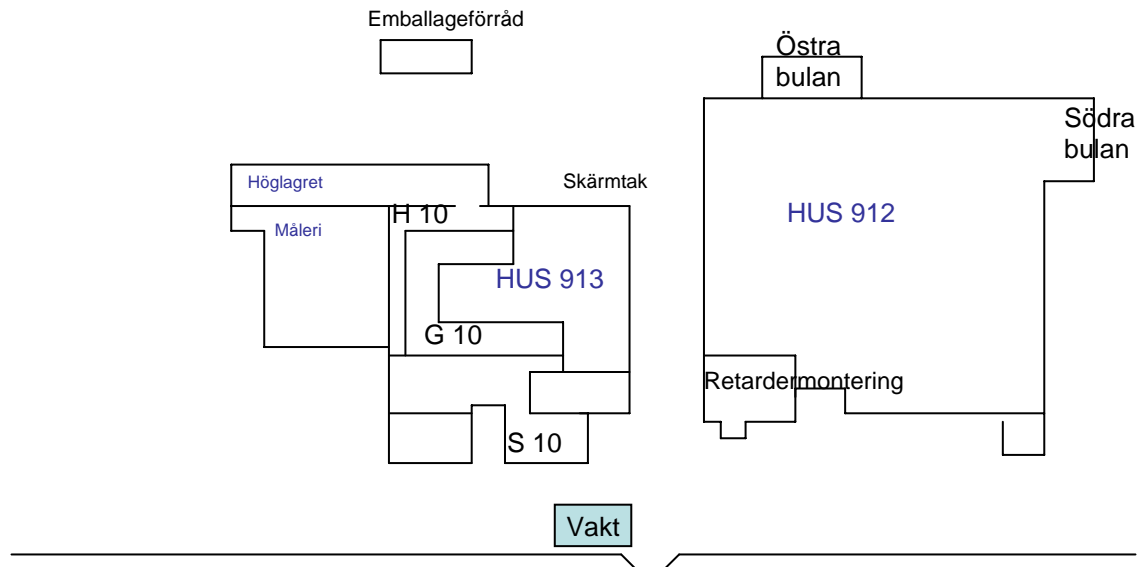 Emballageförråd
Östra
bulan
Södra
bulan
Höglagret
Skärmtak
H 10
HUS 912
Måleri
HUS 913
G 10
Retardermontering
S 10
Vakt